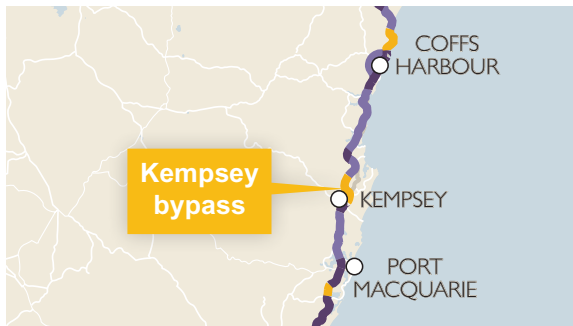 COFFS
HARBOUR
Kempsey
bypass
KEMPSEY
PORT
MACQUARIE